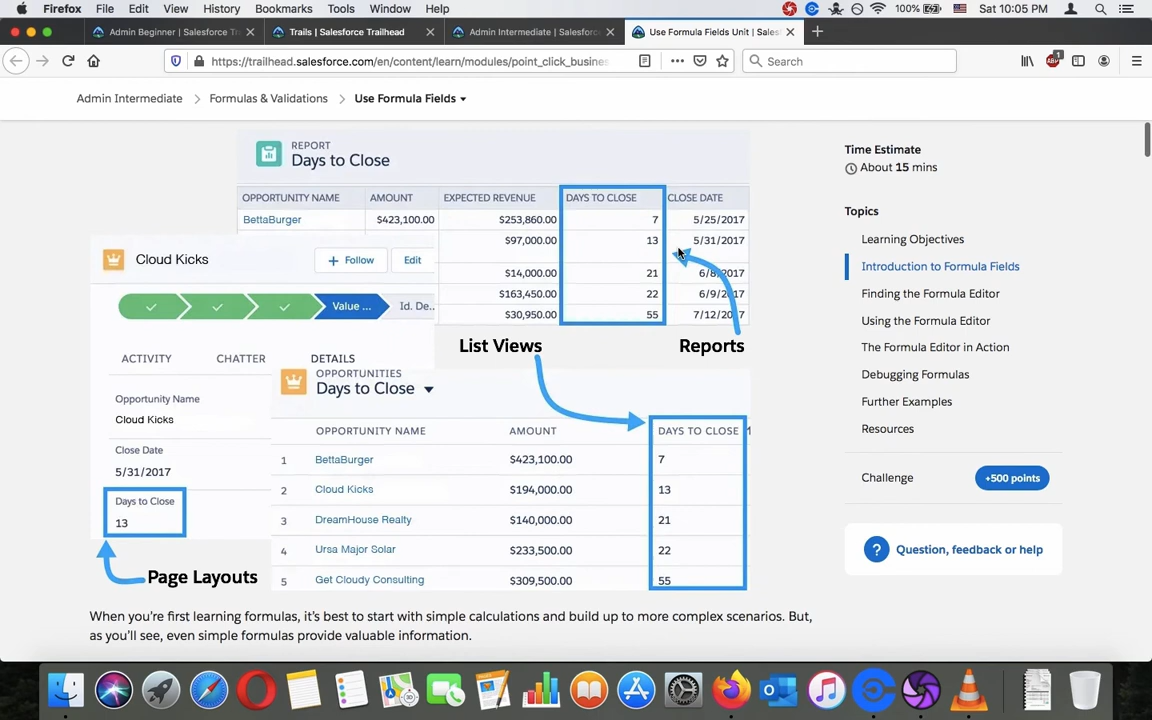 Firefox File Edit View History Bookmarks Tools Window Help 100% Sat 10:05 PM
Admin Beginner | Salesforce Tr
Trails | Salesforce Trailhead
Admin Intermediate | Salesforc
Use Formula Fields Unit | Sales
https://trailhead.salesforce.com/en/content/learn/modules/point_click_busines
Search
ABP
1
Admin Intermediate
Formulas & Validations
Use Formula Fields
REPORT
Days to Close
OPPORTUNITY NAME AMOUNT EXPECTED REVENUE DAYS TO CLOSE CLOSE DATE
BettaBurger $423,100.00 $253,860.00 7 5/25/2017
$97,000.00 13 5/31/2017
$14,000.00 21 6/8/2017
$163,450.00 22 6/9/2017
$30,950.00 55 7/12/2017
Cloud Kicks
+ Follow
Edit
Value ...
Id. De..
List Views
Reports
ACTIVITY CHATTER DETAILS
Opportunity Name
Cloud Kicks
Close Date
5/31/2017
Days to Close
13
Page Layouts
OPPORTUNITIES
Days to Close
OPPORTUNITY NAME AMOUNT DAYS TO CLOSE
1 BettaBurger $423,100.00 7
2 Cloud Kicks $194,000.00 13
3 DreamHouse Realty $140,000.00 21
4 Ursa Major Solar $233,500.00 22
5 Get Cloudy Consulting $309,500.00 55
When you're first learning formulas, it's best to start with simple calculations and build up to more complex scenarios. But,
as you'll see, even simple formulas provide valuable information.
Time Estimate
About 15 mins
Topics
Learning Objectives
Introduction to Formula Fields
Finding the Formula Editor
Using the Formula Editor
The Formula Editor in Action
Debugging Formulas
Further Examples
Resources
Challenge
+500 points
? Question, feedback or help